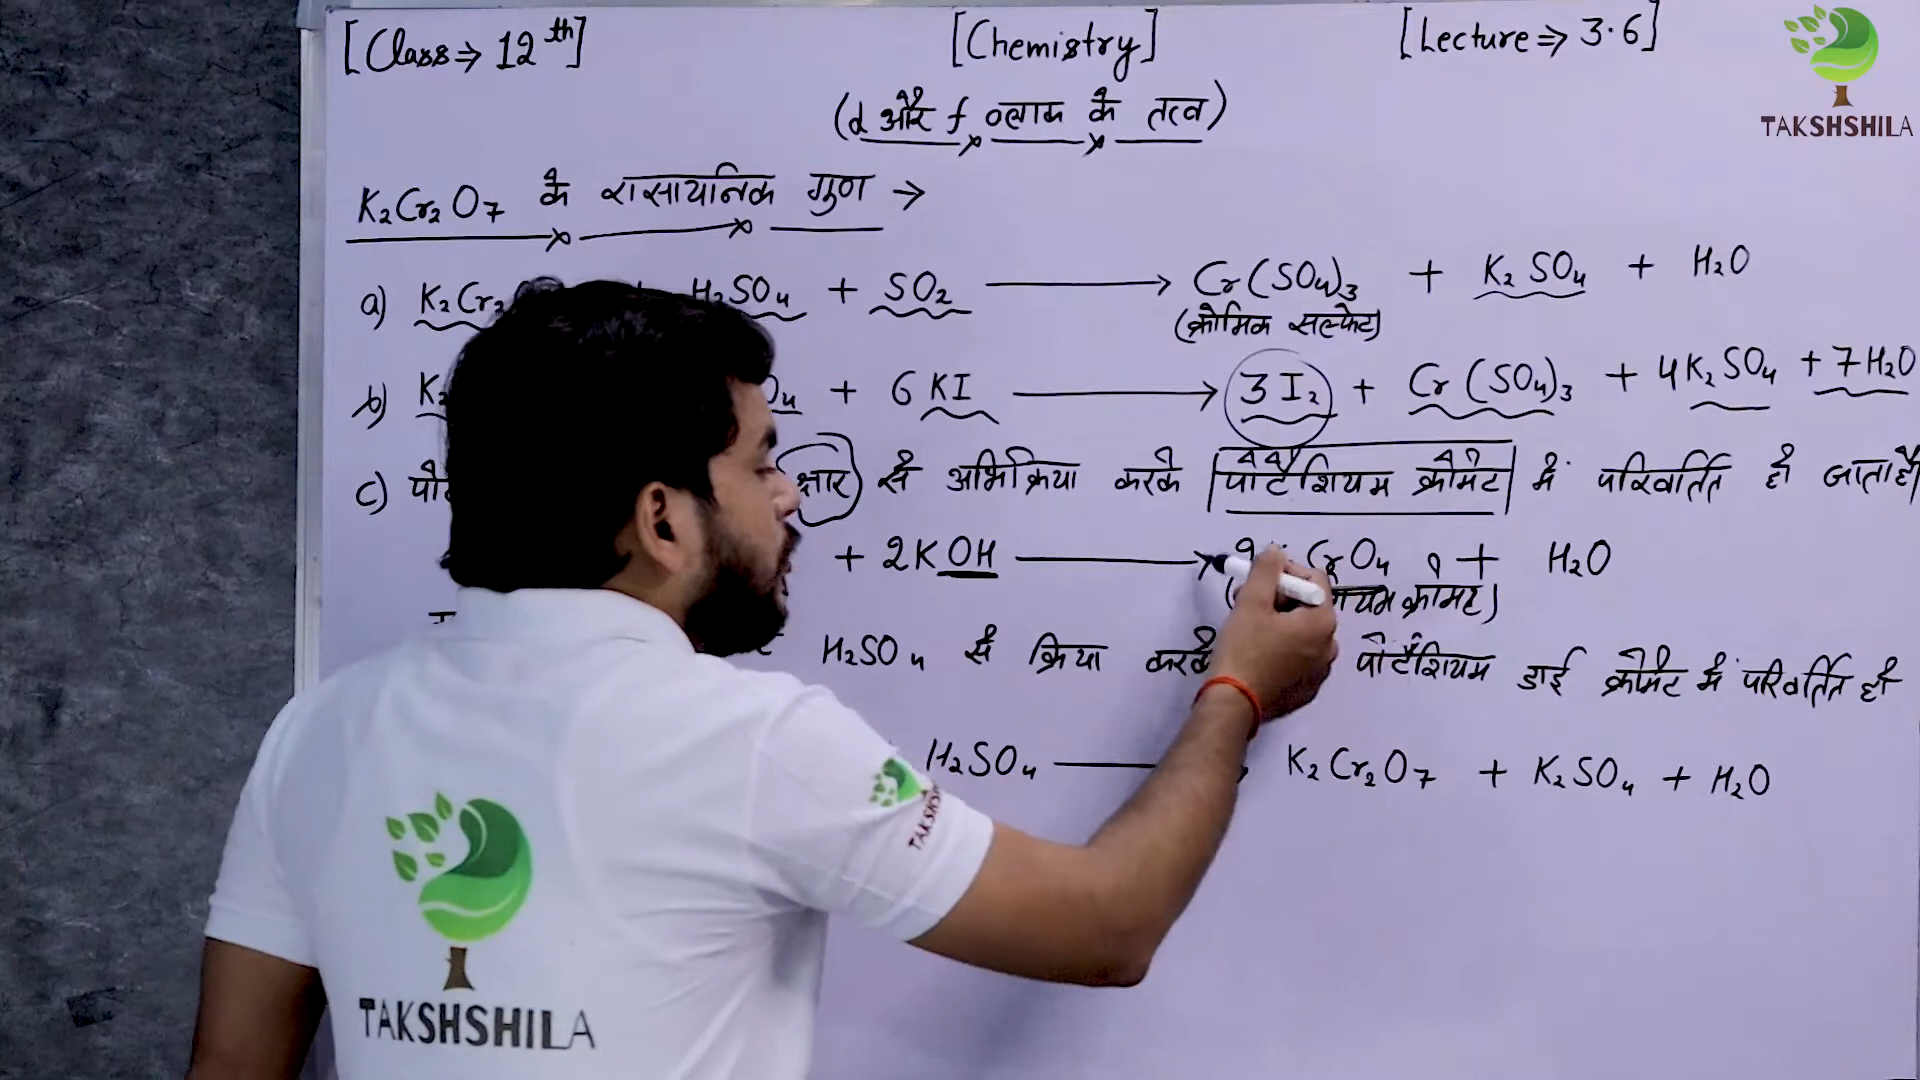 [Class⇒ 12th] [Chemistry] [Lecture⇒ 3.6]
TAKSHSHILA
(d और f ब्लाक के तत्व)
K₂Cr₂O₇ के रासायनिक गुण →
a) K₂Cr₂ H₂SO₄ + SO₂ ⟶ Cr(SO₄)₃ + K₂SO₄ + H₂O
(क्रोमिक सल्फेट)
b) K₂ + 6KI ⟶ 3I₂ + Cr(SO₄)₃ + 4K₂SO₄ + 7H₂O
c) क्षार से अभिक्रिया करके पोटैशियम क्रोमेट में परिवर्तित हो जाता है
+ 2KOH ⟶ CrO₄ + H₂O
क्रोमेट)
H₂SO₄ से क्रिया करके पोटैशियम डाई क्रोमेट में परिवर्तित हो
H₂SO₄ ⟶ K₂Cr₂O₇ + K₂SO₄ + H₂O
TAKSHSHILA